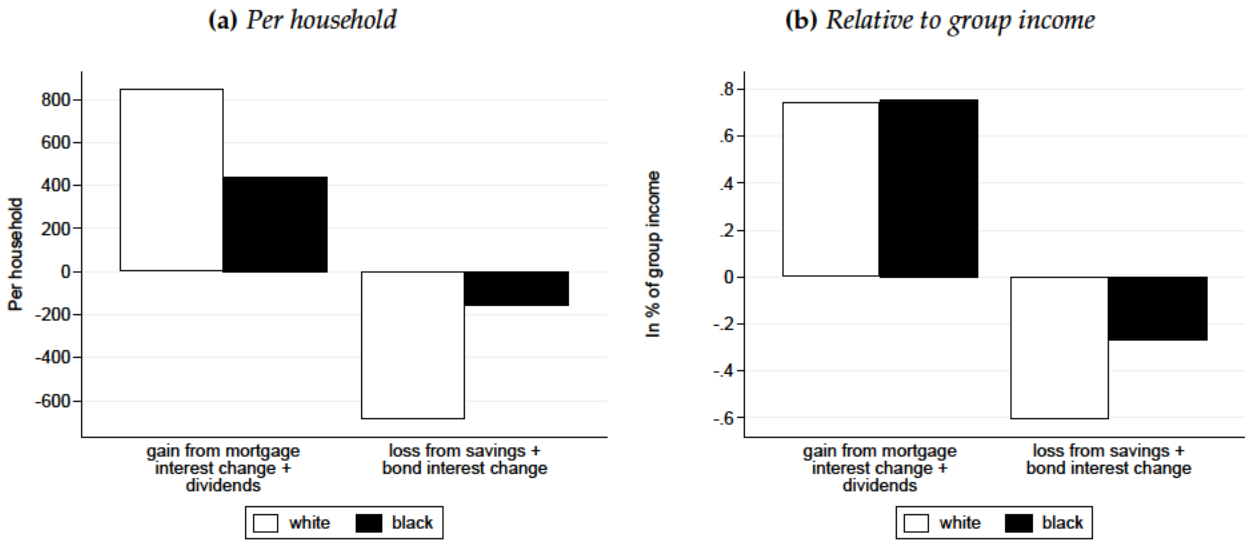 (a) Per household
(b) Relative to group income
Per household
800
600
400
200
0
-200
-400
-600
gain from mortgage
interest change +
dividends
loss from savings +
bond interest change
white black
In % of group income
.8
.6
.4
.2
0
-.2
-.4
-.6
gain from mortgage
interest change +
dividends
loss from savings +
bond interest change
white black